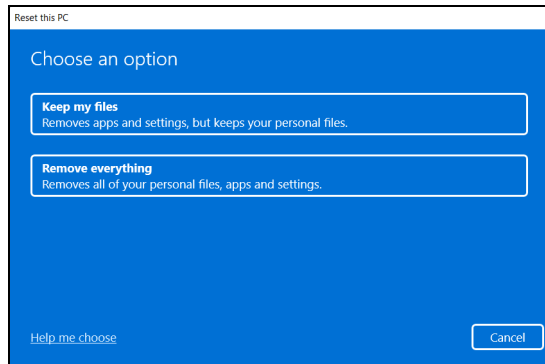 Reset this PC
Choose an option
Keep my files
Removes apps and settings, but keeps your personal files.
Remove everything
Removes all of your personal files, apps and settings.
Help me choose
Cancel